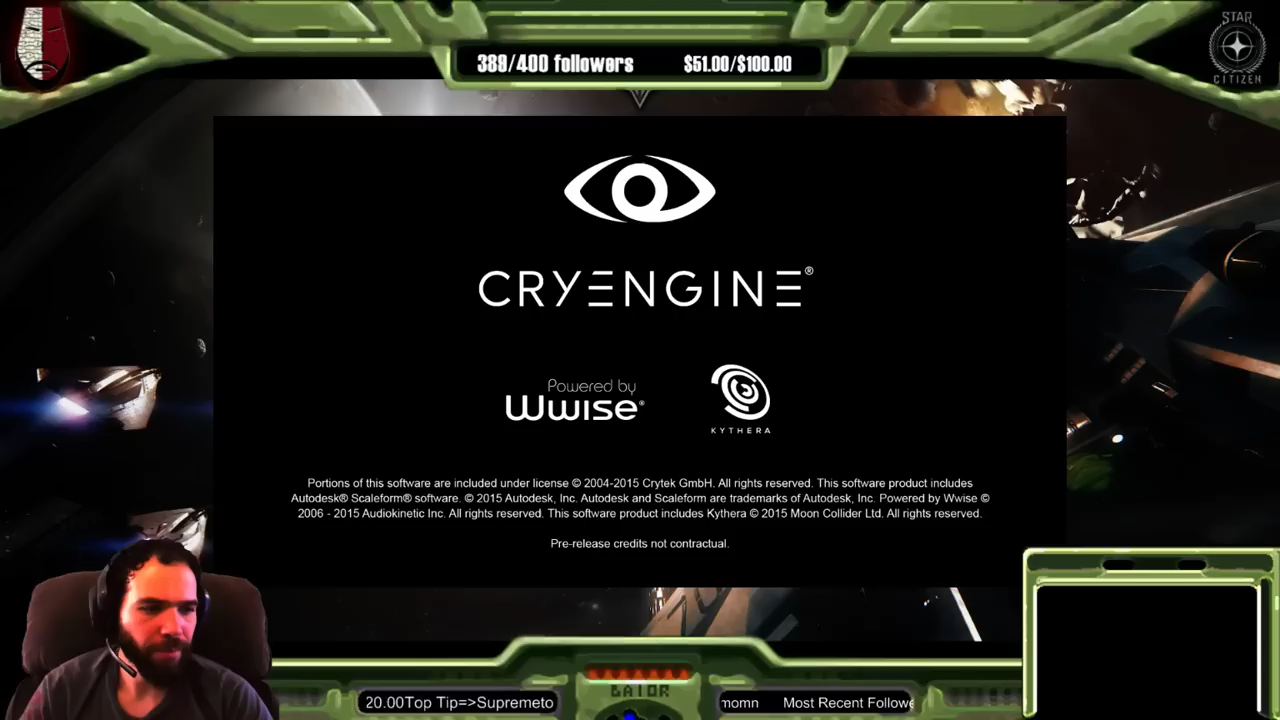 389/400 followers
$51.00/$100.00
STAR
CITIZEN
CRYENGINE®
Powered by
Wwise®
KYTHERA
Portions of this software are included under license © 2004-2015 Crytek GmbH. All rights reserved. This software product includes
Autodesk® Scaleform® software. © 2015 Autodesk, Inc. Autodesk and Scaleform are trademarks of Autodesk, Inc. Powered by Wwise ©
2006 - 2015 Audiokinetic Inc. All rights reserved. This software product includes Kythera © 2015 Moon Collider Ltd. All rights reserved.
Pre-release credits not contractual.
GATOR
20.00Top Tip=>Supremeto
momn Most Recent Followe